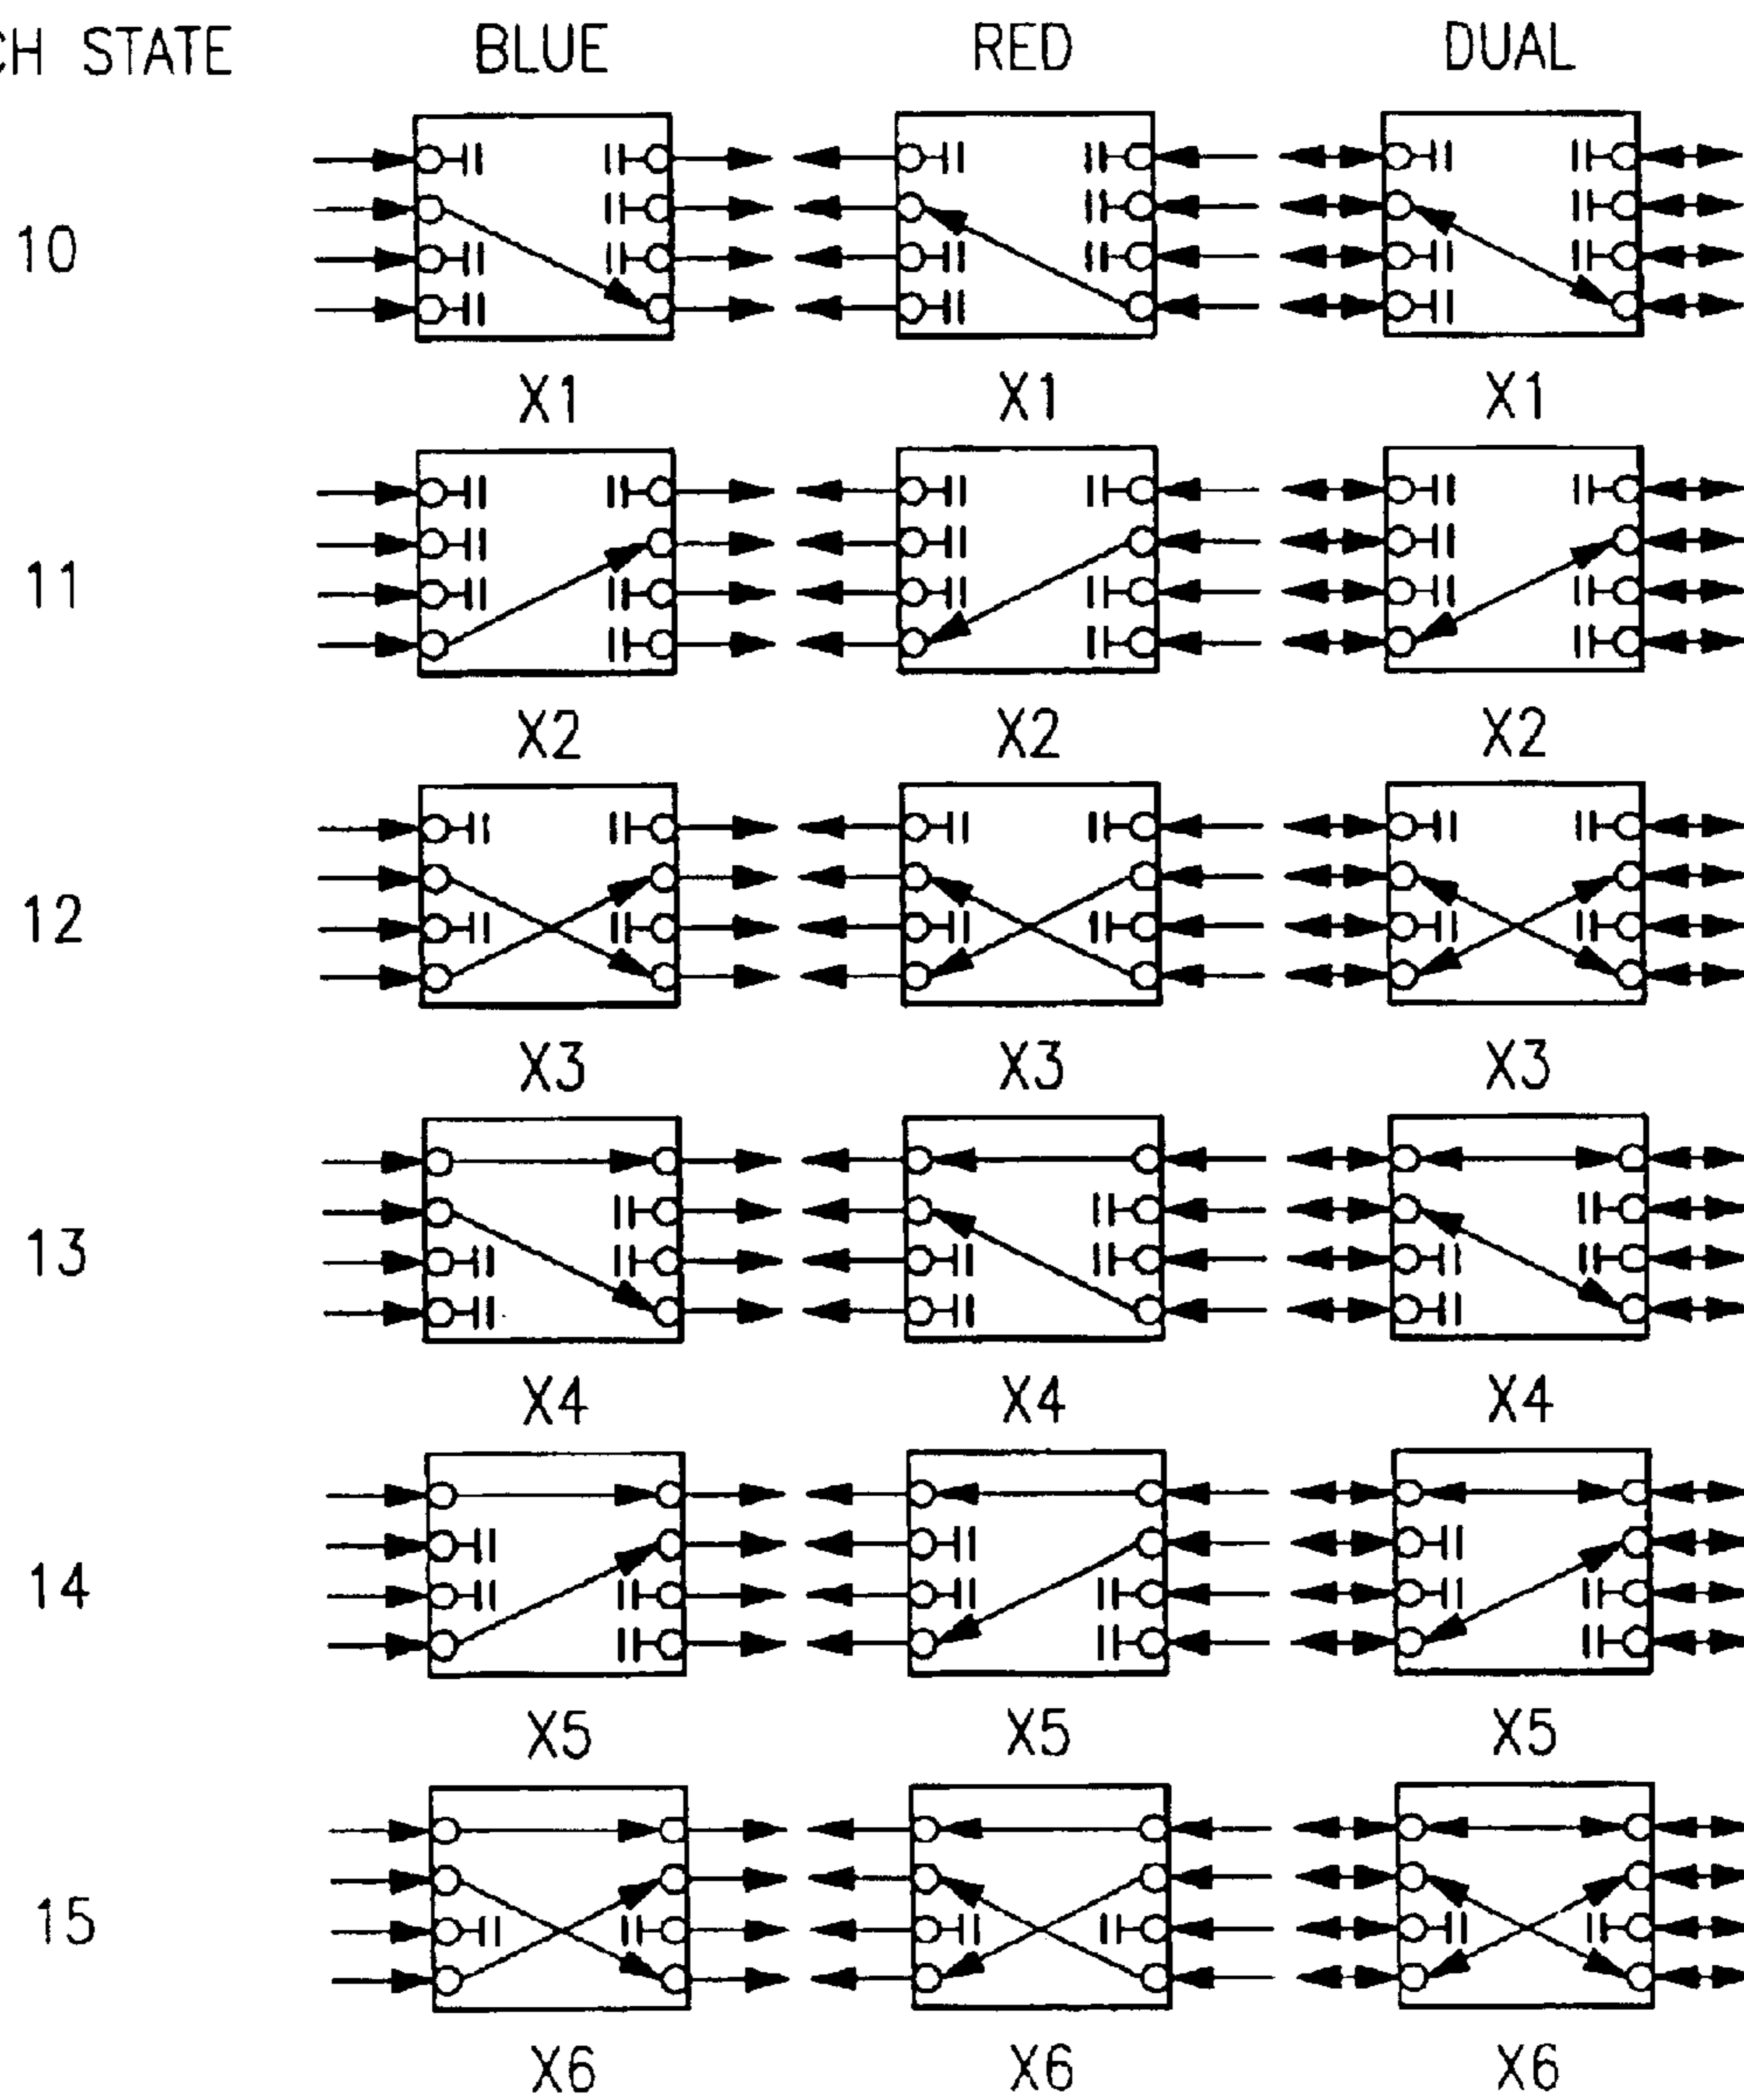 STATE BLUE RED DUAL
10
X1 X1 X1
11
X2 X2 X2
12
X3 X3 X3
13
X4 X4 X4
14
X5 X5 X5
15
X6 X6 X6